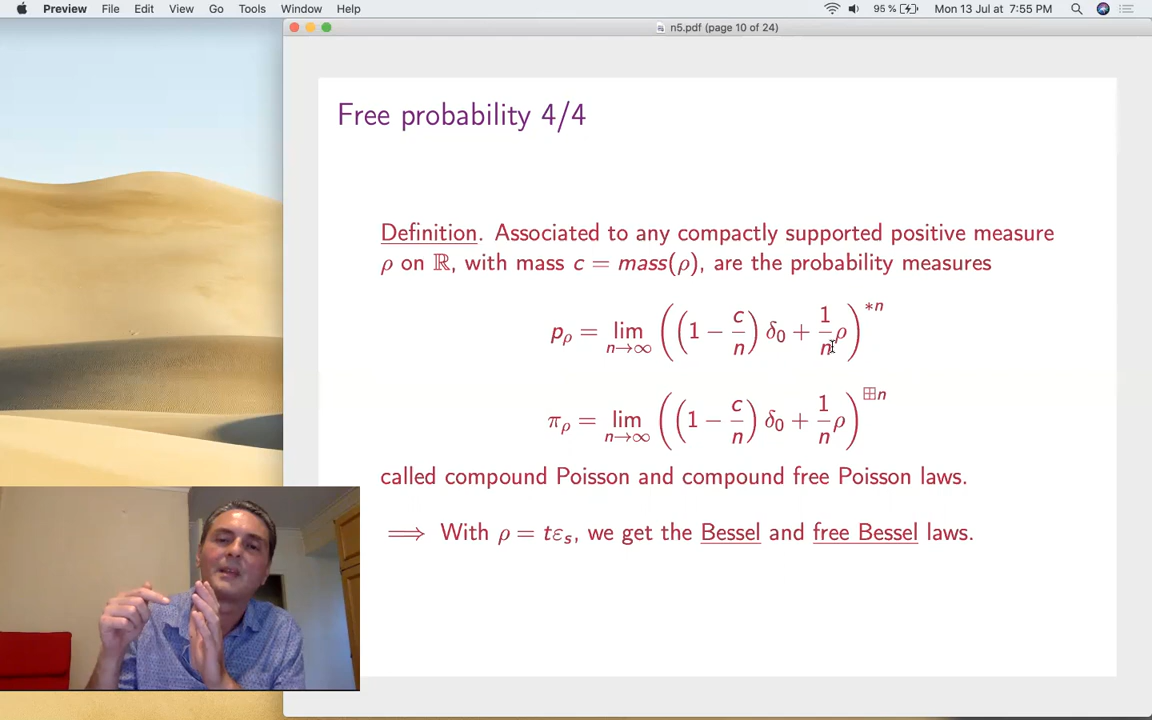 Preview File Edit View Go Tools Window Help 95% Mon 13 Jul at 7:55 PM
n5.pdf (page 10 of 24)
Free probability 4/4
Definition. Associated to any compactly supported positive measure
ρ on ℝ, with mass c = mass(ρ), are the probability measures
p_ρ = lim_{n→∞} ((1 − c/n) δ₀ + 1/n ρ)^{*n}
π_ρ = lim_{n→∞} ((1 − c/n) δ₀ + 1/n ρ)^{⊞n}
called compound Poisson and compound free Poisson laws.
⟹ With ρ = tε_s, we get the Bessel and free Bessel laws.